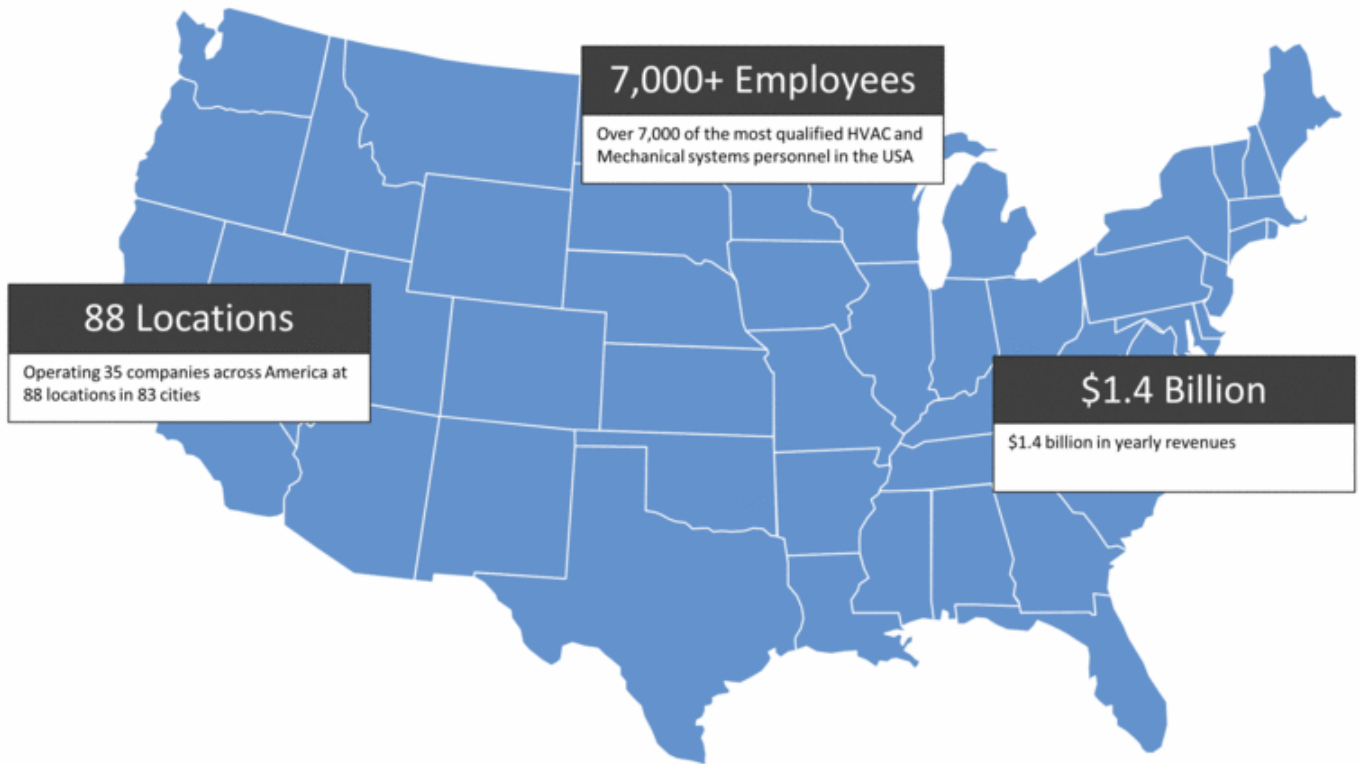 7,000+ Employees
Over 7,000 of the most qualified HVAC and
Mechanical systems personnel in the USA
88 Locations
Operating 35 companies across America at
88 locations in 83 cities
$1.4 Billion
$1.4 billion in yearly revenues